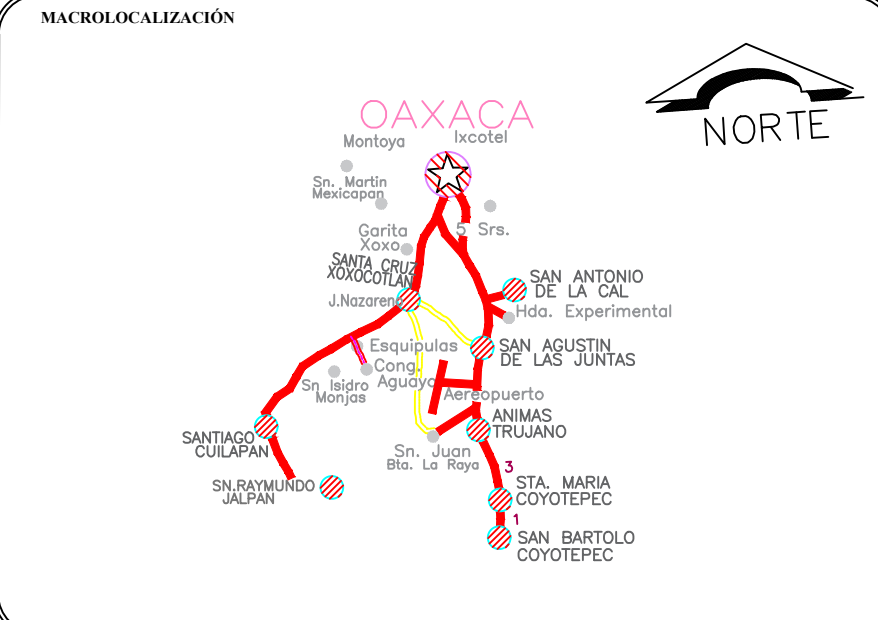 MACROLOCALIZACIÓN
OAXACA
NORTE
Ixcotel
Montoya
Sn. Martin
Mexicapan
5 Srs.
Garita
Xoxo
SANTA CRUZ
XOXOCOTLAN
J.Nazareno
SAN ANTONIO
DE LA CAL
Hda. Experimental
Esquipulas
SAN AGUSTIN
DE LAS JUNTAS
Cong.
Aguayo
Sn Isidro
Monjas
Aereopuerto
ANIMAS
TRUJANO
SANTIAGO
CUILAPAN
Sn. Juan
Bta. La Raya
3
SN.RAYMUNDO
JALPAN
STA. MARIA
COYOTEPEC
1
SAN BARTOLO
COYOTEPEC